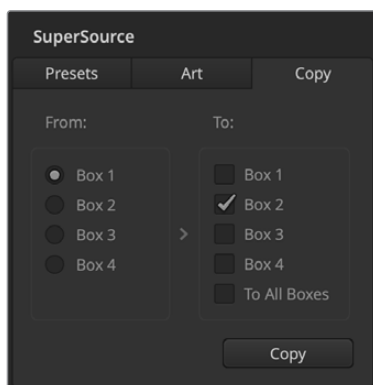 SuperSource
Presets Art Copy
From: To:
Box 1 Box 1
Box 2 Box 2
Box 3 > Box 3
Box 4 Box 4
To All Boxes
Copy